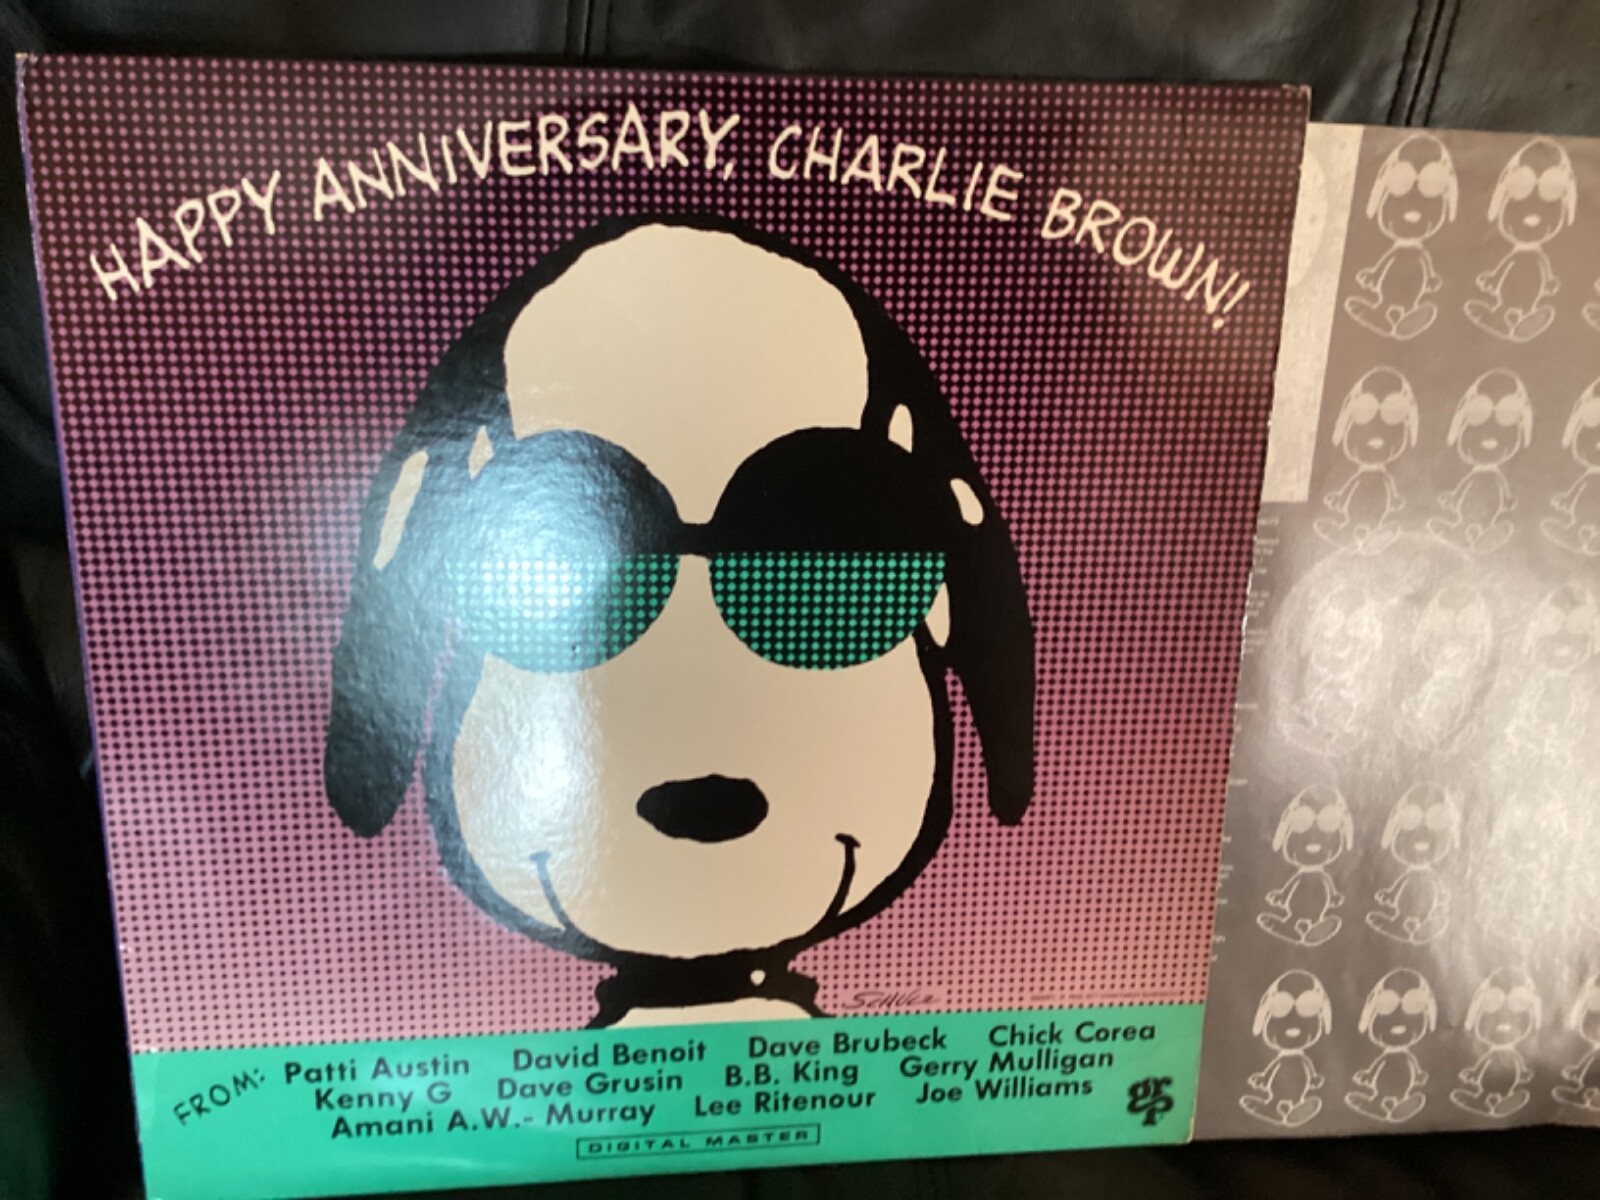 HAPPY ANNIVERSARY, CHARLIE BROWN!
SCHULZ
FROM: Patti Austin David Benoit Dave Brubeck Chick Corea
Kenny G Dave Grusin B.B. King Gerry Mulligan
Amani A.W.- Murray Lee Ritenour Joe Williams
GRP
DIGITAL MASTER